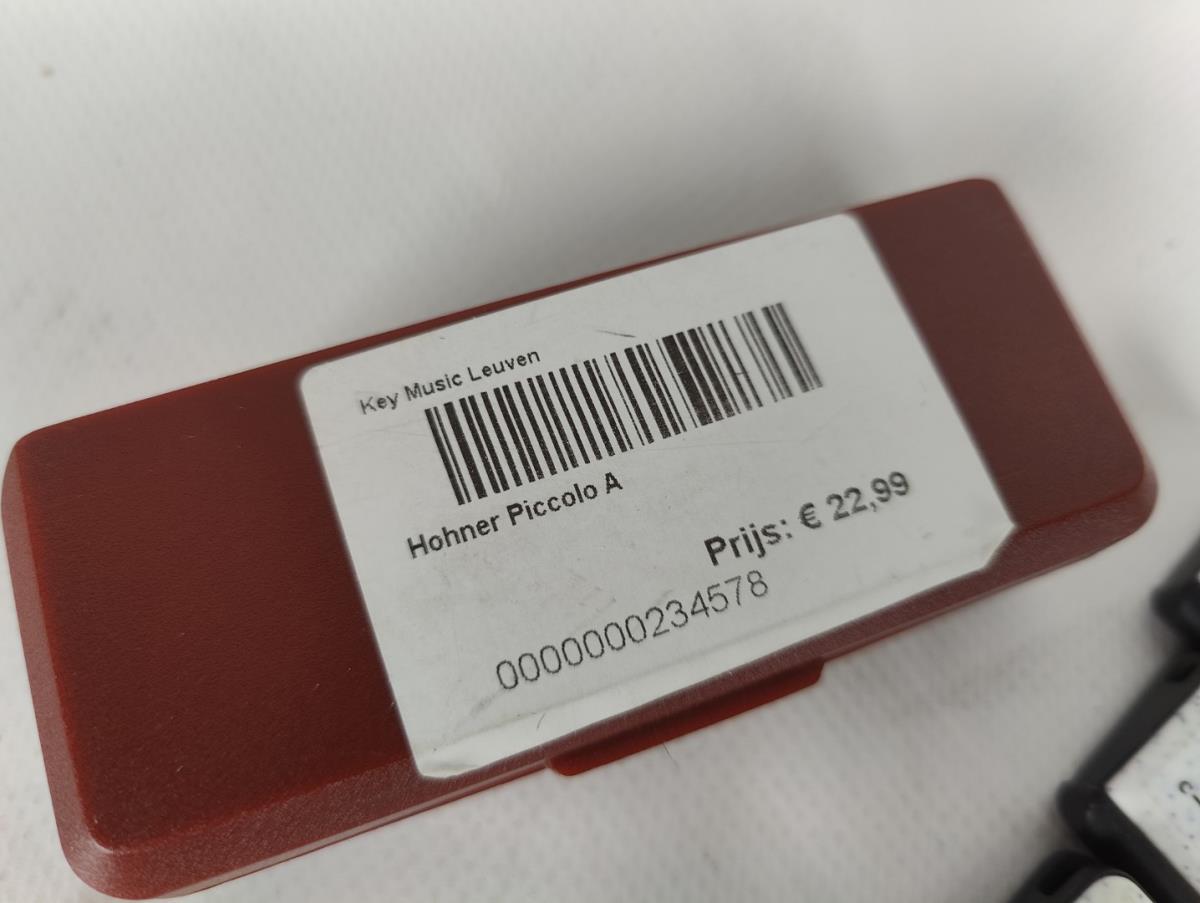 Key Music Leuven
Hohner Piccolo A
Prijs: € 22,99
0000000234578